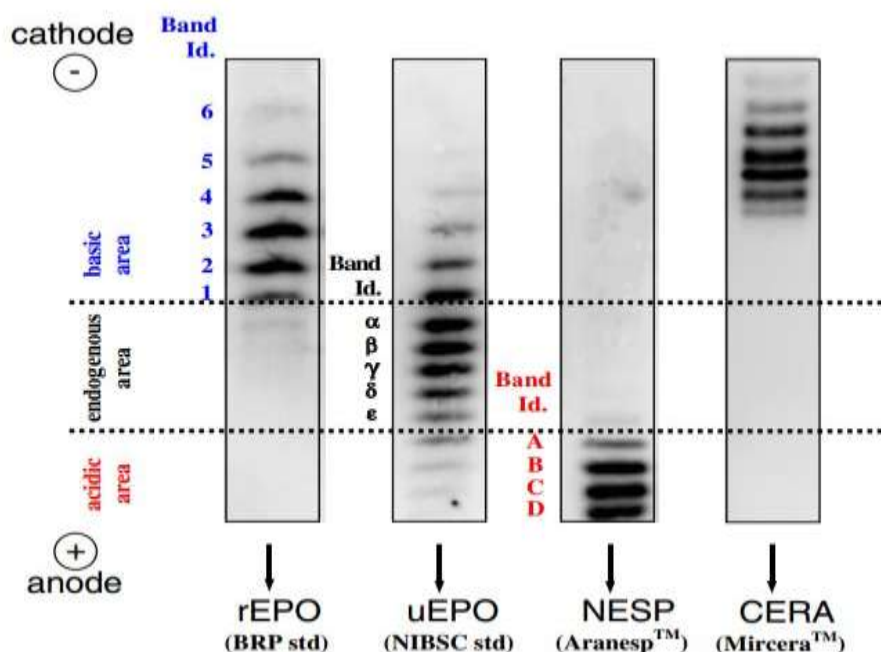 cathode
-
Band
Id.
6
5
4
3
2
1
basic
area
Band
Id.
endogenous
area
α
β
γ
δ
ε
Band
Id.
acidic
area
A
B
C
D
+
anode
rEPO
(BRP std)
uEPO
(NIBSC std)
NESP
(Aranesp™)
CERA
(Mircera™)